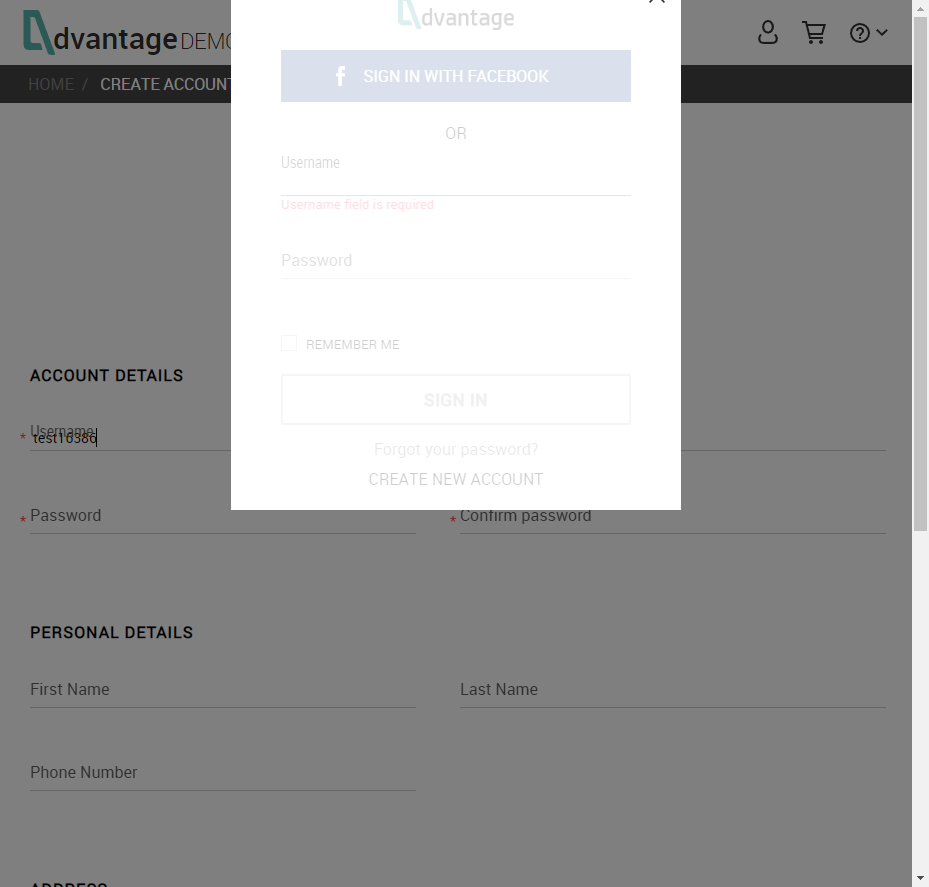 dvantage DEMO
dvantage
HOME / CREATE ACCOUNT
SIGN IN WITH FACEBOOK
OR
Username
Username field is required
Password
REMEMBER ME
SIGN IN
Forgot your password?
CREATE NEW ACCOUNT
ACCOUNT DETAILS
Username
* test16386
* Password
* Confirm password
PERSONAL DETAILS
First Name
Last Name
Phone Number
ADDRESS